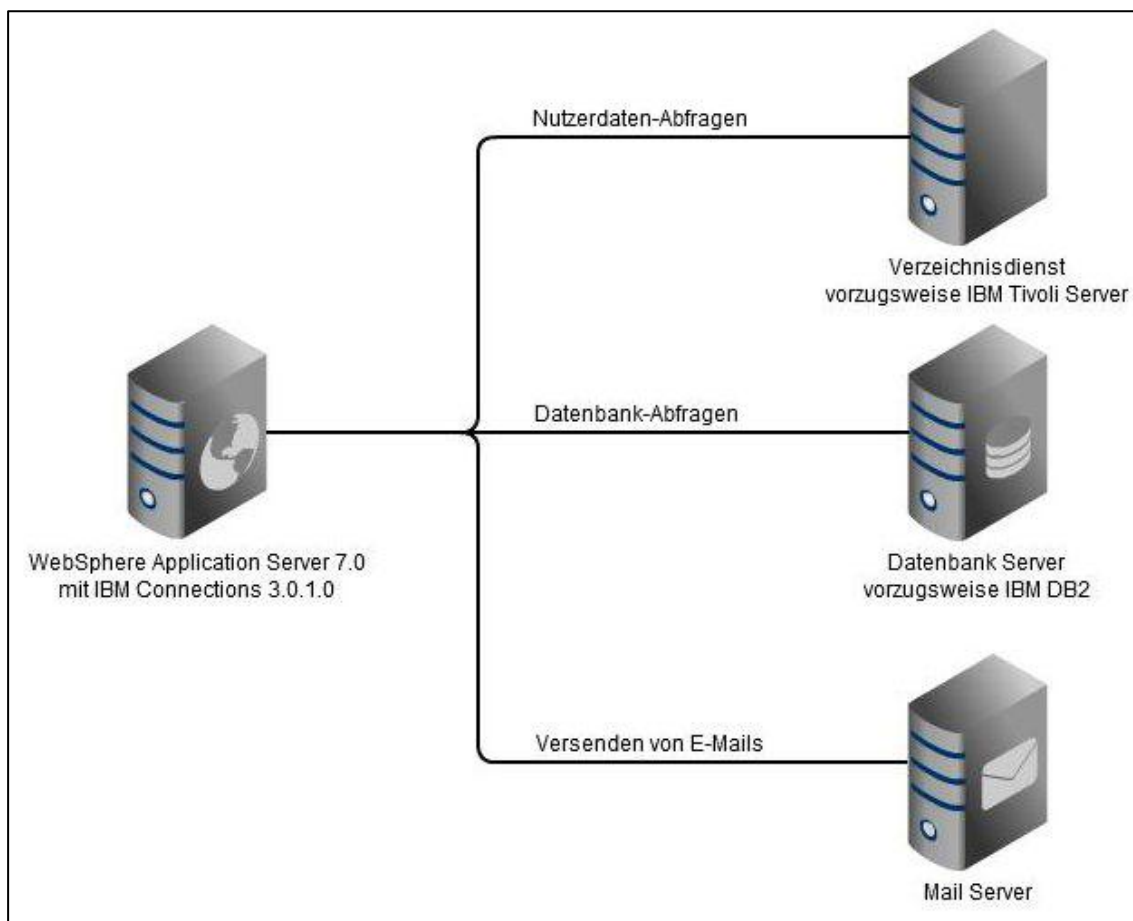 Nutzerdaten-Abfragen
Verzeichnisdienst
vorzugsweise IBM Tivoli Server
Datenbank-Abfragen
WebSphere Application Server 7.0
mit IBM Connections 3.0.1.0
Datenbank Server
vorzugsweise IBM DB2
Versenden von E-Mails
Mail Server